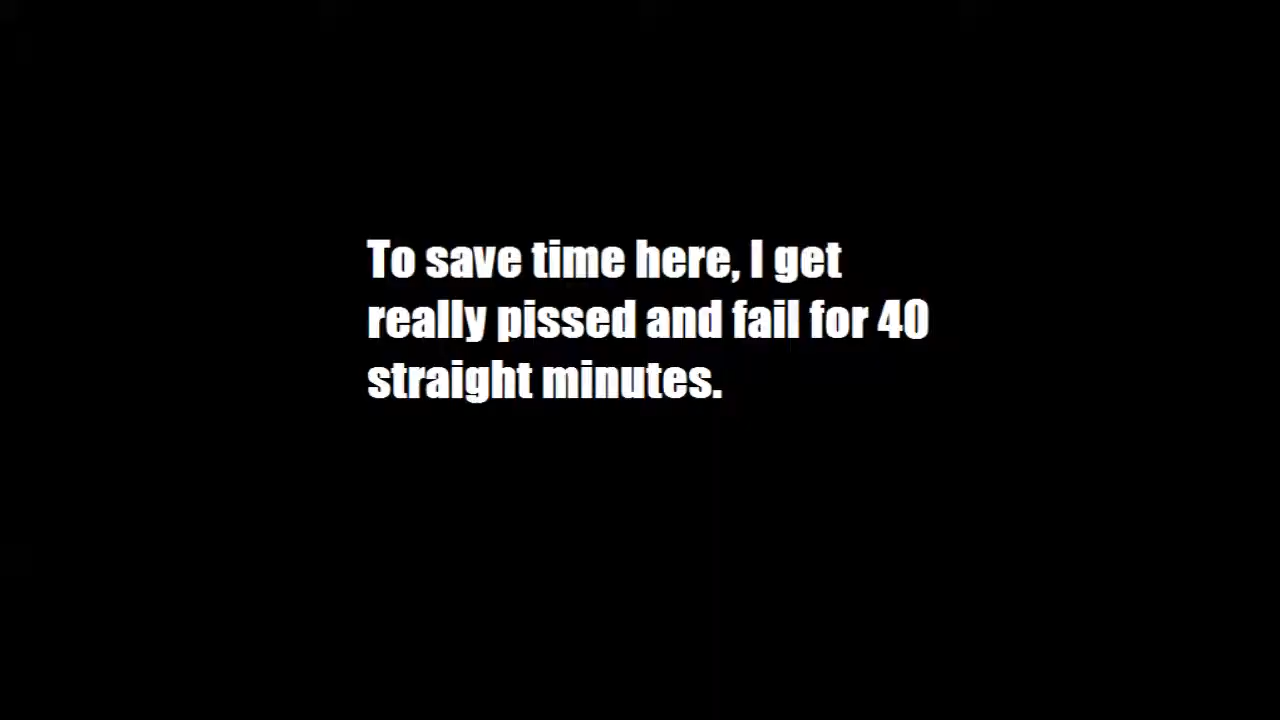 To save time here, I get
really pissed and fail for 40
straight minutes.